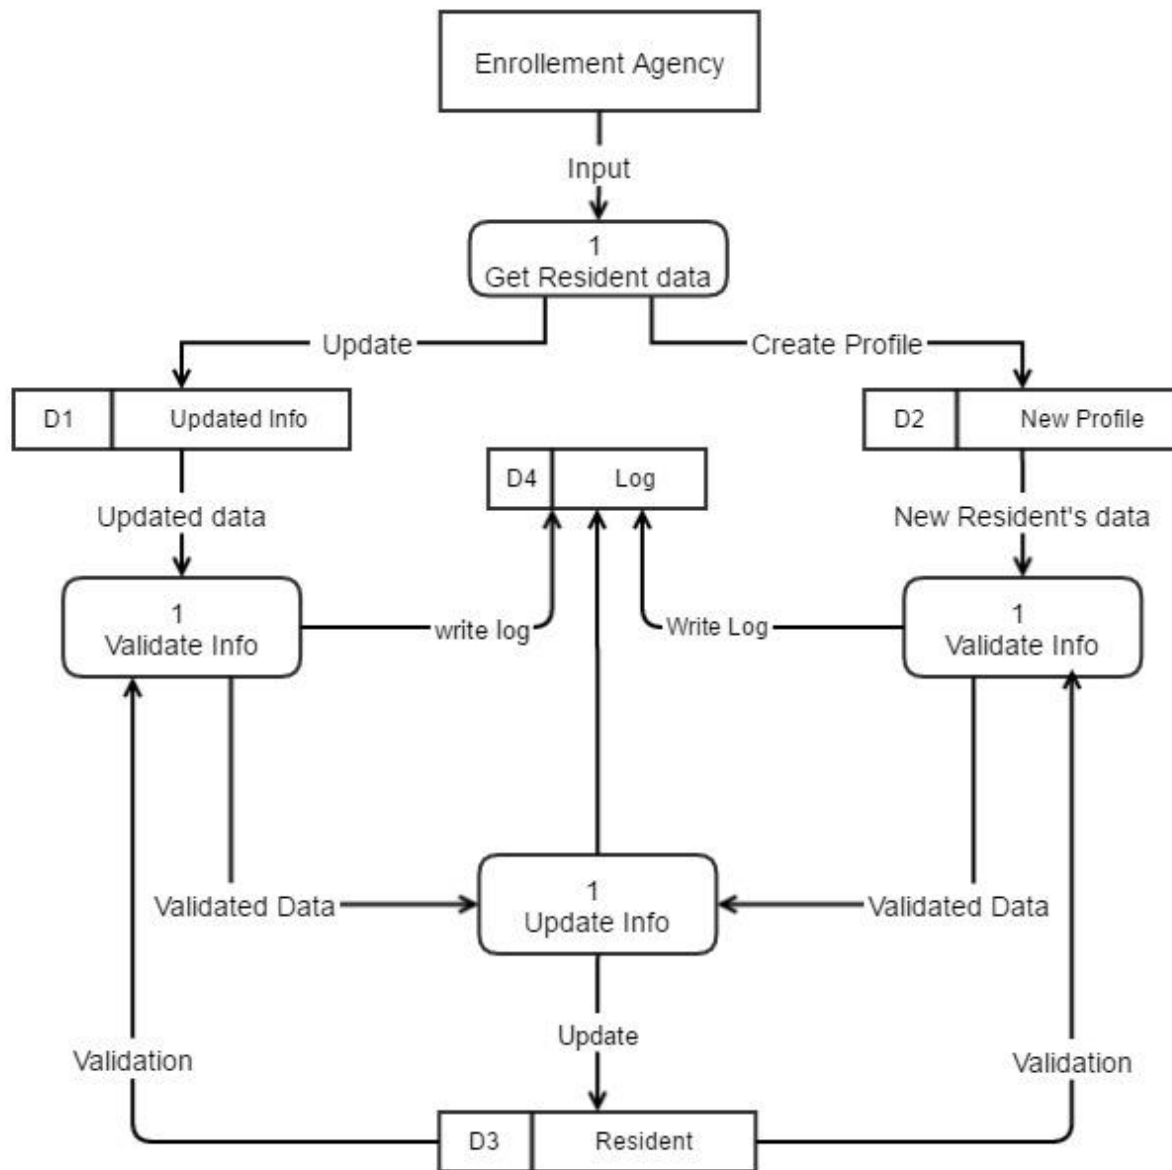 Enrollement Agency
Input
1
Get Resident data
Update
Create Profile
D1 Updated Info
D2 New Profile
D4 Log
Updated data
New Resident's data
1
Validate Info
write log
Write Log
1
Validate Info
1
Update Info
Validated Data
Validated Data
Update
Validation
Validation
D3 Resident